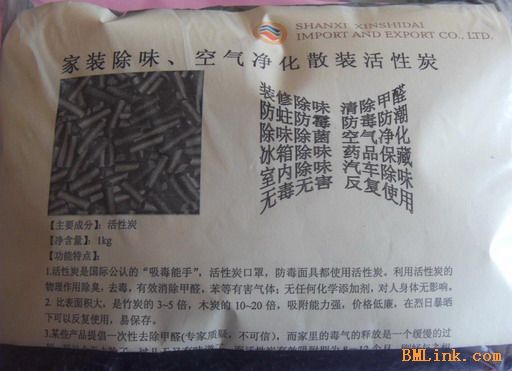 SHANXI XINSHIDAI
IMPORT AND EXPORT CO., LTD.
家装除味、空气净化散装活性炭
装修除味 清除甲醛
防蛀防霉 防毒防潮
除味除菌 空气净化
冰箱除味 药品保藏
室内除味 汽车除味
无毒无害 反复使用
【主要成分】：活性炭
【净含量】：1kg
【功能特点】：
1.活性炭是国际公认的“吸毒能手”，活性炭口罩，防毒面具都使用活性炭。利用活性炭的
物理作用除臭，去毒，有效消除甲醛，苯等有害气体；无任何化学添加剂，对人身体无影响。
2. 比表面积大，是竹炭的3~5倍，木炭的10~20倍，吸附能力强，价格低廉，在烈日暴晒
下可以反复使用，易保存。
3.某些产品提倡一次性去除甲醛(专家质疑，不可信)，而家里的毒气的释放是一个缓慢的过
BMLink.com